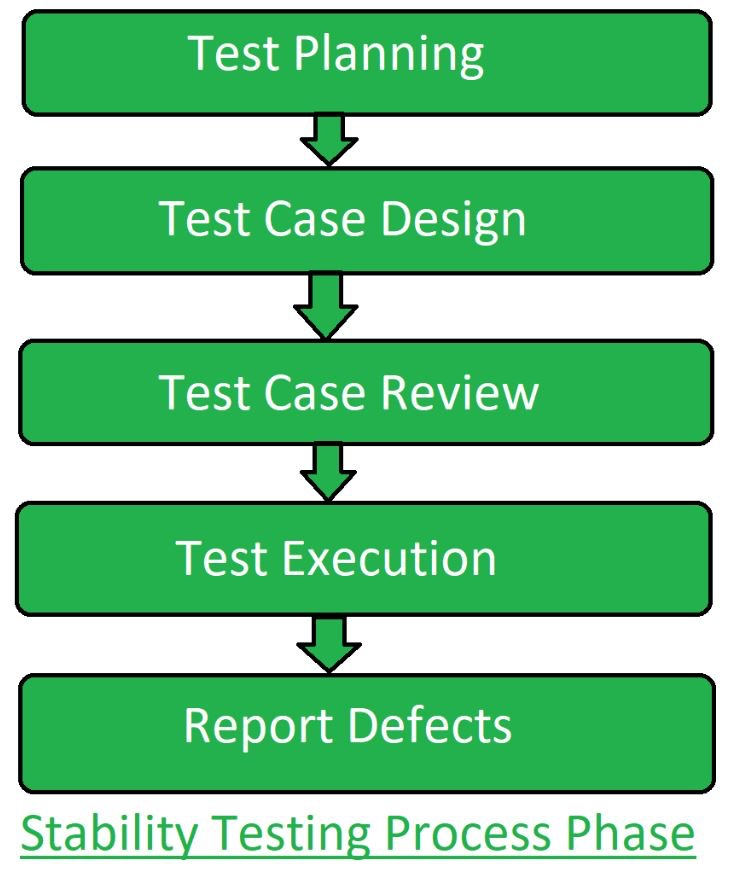 Test Planning
Test Case Design
Test Case Review
Test Execution
Report Defects
Stability Testing Process Phase